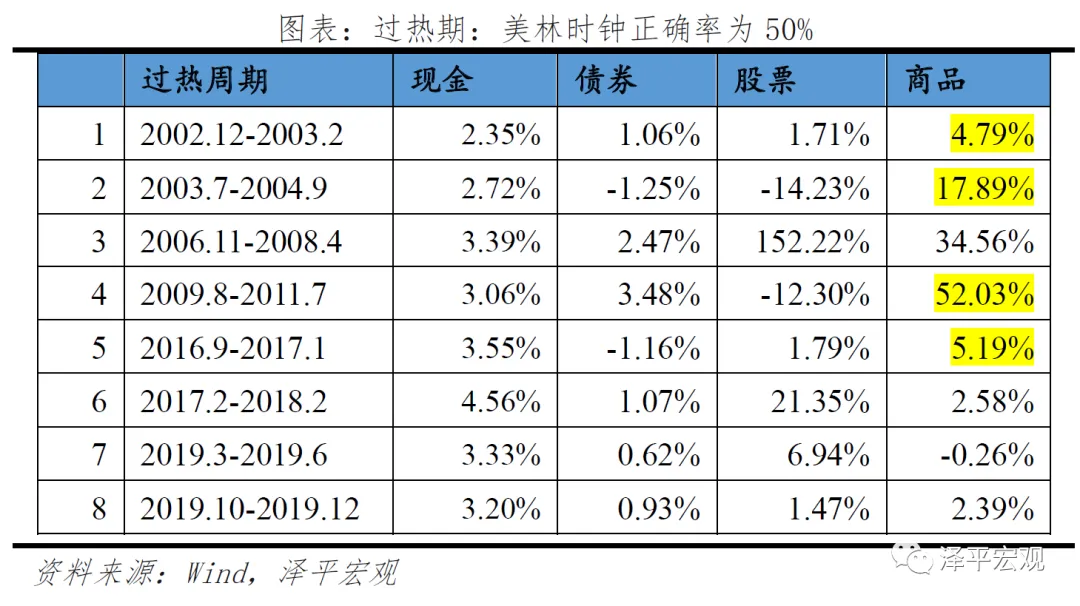 图表：过热期：美林时钟正确率为 50%
过热周期 现金 债券 股票 商品
1 2002.12-2003.2 2.35% 1.06% 1.71% 4.79%
2 2003.7-2004.9 2.72% -1.25% -14.23% 17.89%
3 2006.11-2008.4 3.39% 2.47% 152.22% 34.56%
4 2009.8-2011.7 3.06% 3.48% -12.30% 52.03%
5 2016.9-2017.1 3.55% -1.16% 1.79% 5.19%
6 2017.2-2018.2 4.56% 1.07% 21.35% 2.58%
7 2019.3-2019.6 3.33% 0.62% 6.94% -0.26%
8 2019.10-2019.12 3.20% 0.93% 1.47% 2.39%
资料来源：Wind，泽平宏观
泽平宏观